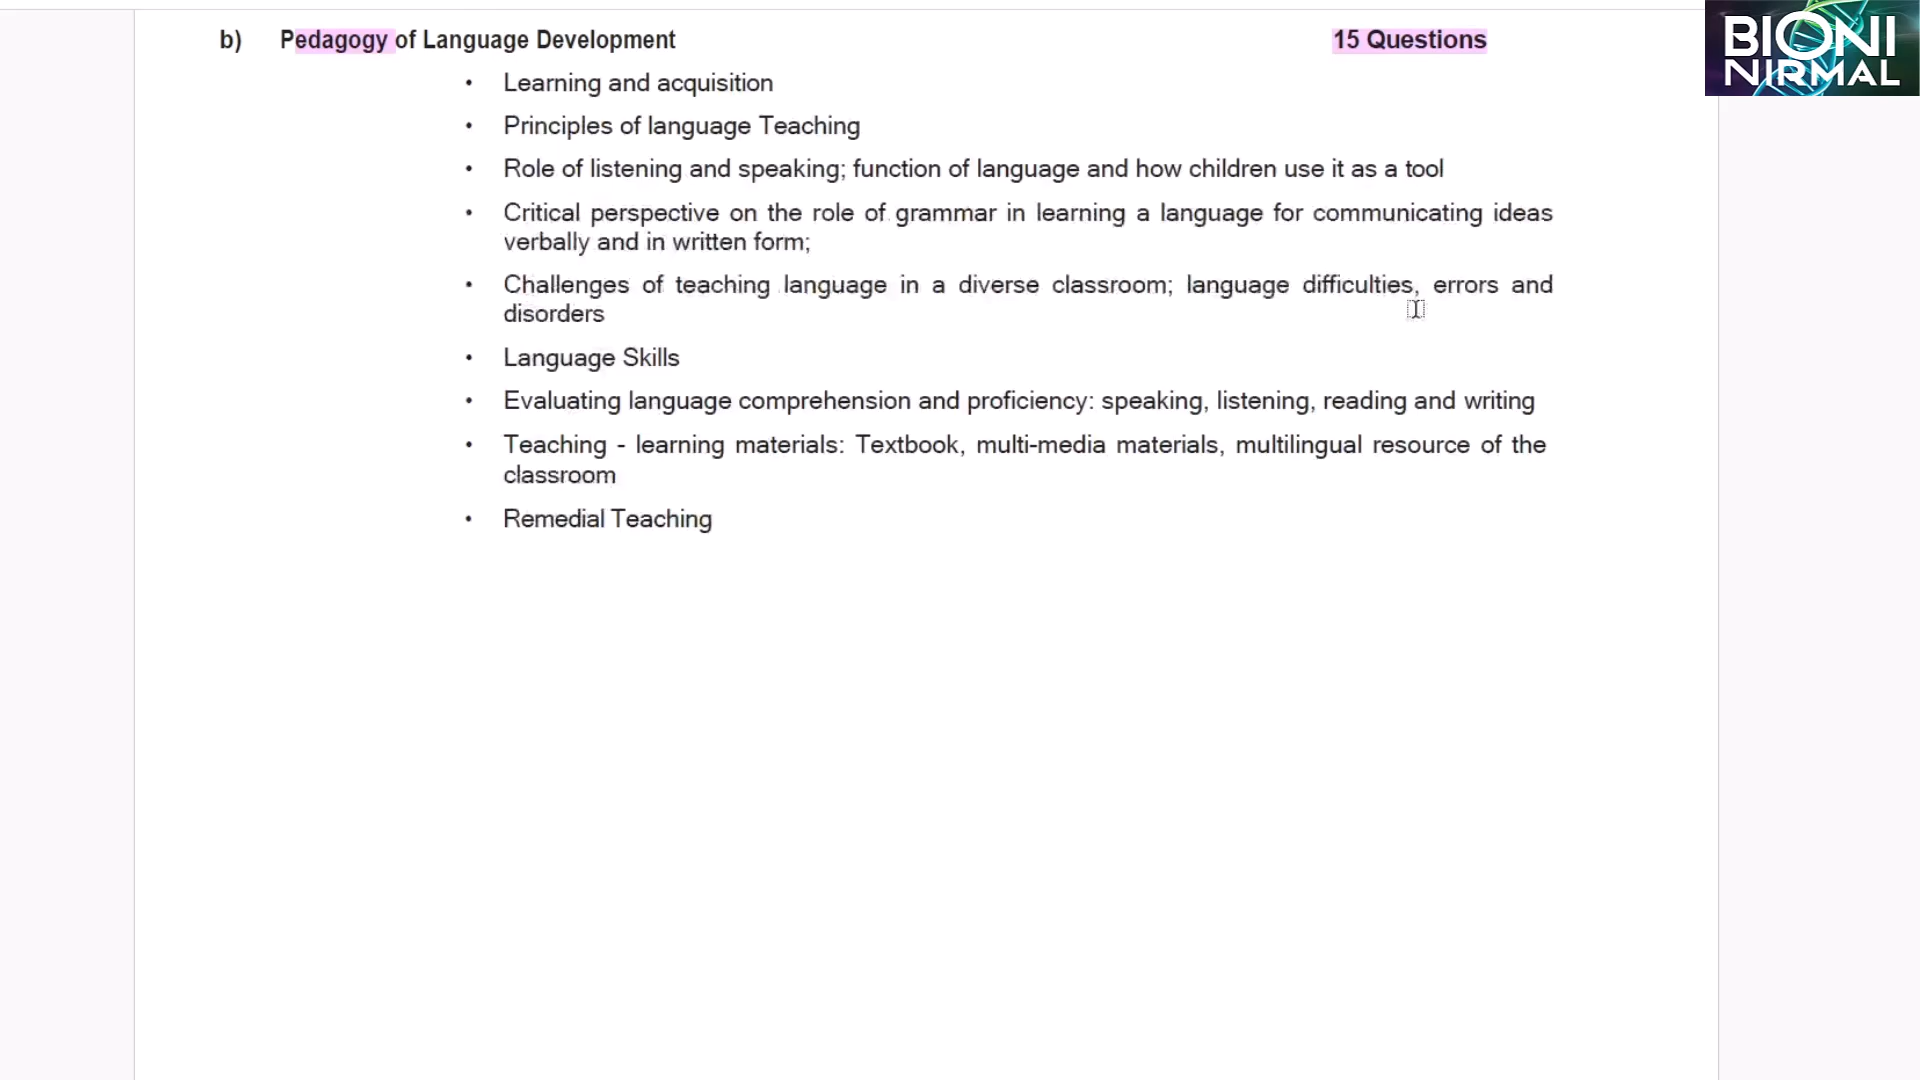 b) Pedagogy of Language Development 15 Questions
• Learning and acquisition
• Principles of language Teaching
• Role of listening and speaking; function of language and how children use it as a tool
• Critical perspective on the role of grammar in learning a language for communicating ideas
verbally and in written form;
• Challenges of teaching language in a diverse classroom; language difficulties, errors and
disorders
• Language Skills
• Evaluating language comprehension and proficiency: speaking, listening, reading and writing
• Teaching - learning materials: Textbook, multi-media materials, multilingual resource of the
classroom
• Remedial Teaching
BIONI
NIRMAL